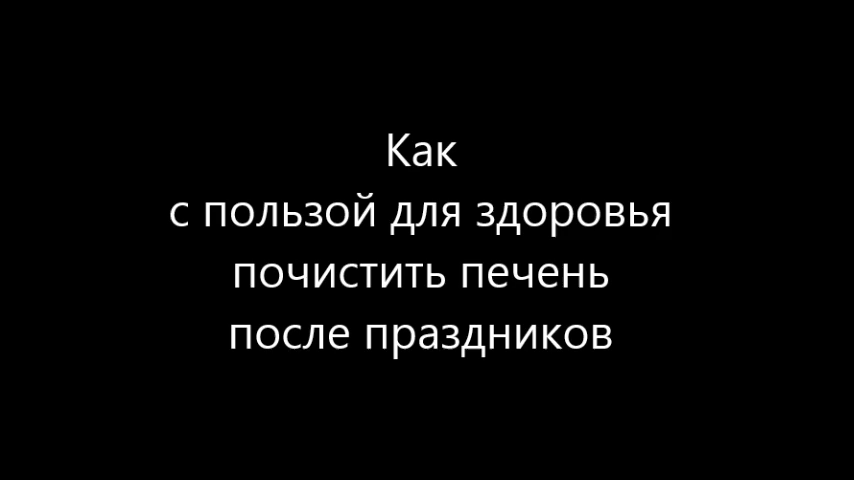 Как
с пользой для здоровья
почистить печень
после праздников